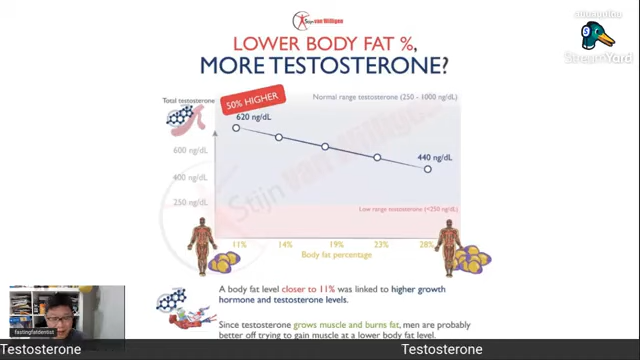 Stijn van Willigen
LOWER BODY FAT %,
MORE TESTOSTERONE?
StreamYard
Total testosterone
50% HIGHER
Normal range testosterone (250 - 1000 ng/dL)
620 ng/dL
600 ng/dL
440 ng/dL
400 ng/dL
250 ng/dL
Low range testosterone (<250 ng/dL)
Stijn van Willigen
11% 14% 19% 23% 28%
Body fat percentage
A body fat level closer to 11% was linked to higher growth
hormone and testosterone levels.
Since testosterone grows muscle and burns fat, men are probably
better off trying to gain muscle at a lower body fat level.
fastingfatdentist
Testosterone
Testosterone